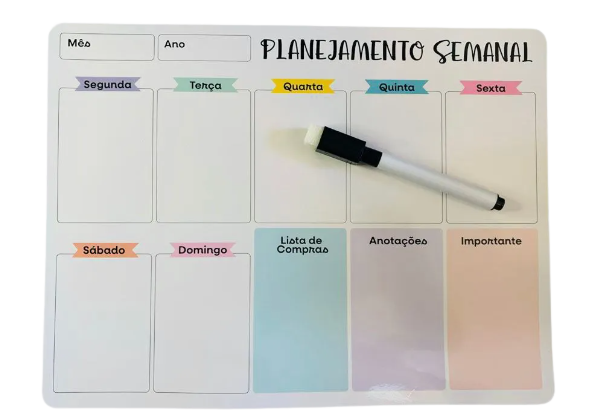 Mês
Ano
PLANEJAMENTO SEMANAL
Segunda
Terça
Quarta
Quinta
Sexta
Sábado
Domingo
Lista de
Compras
Anotações
Importante